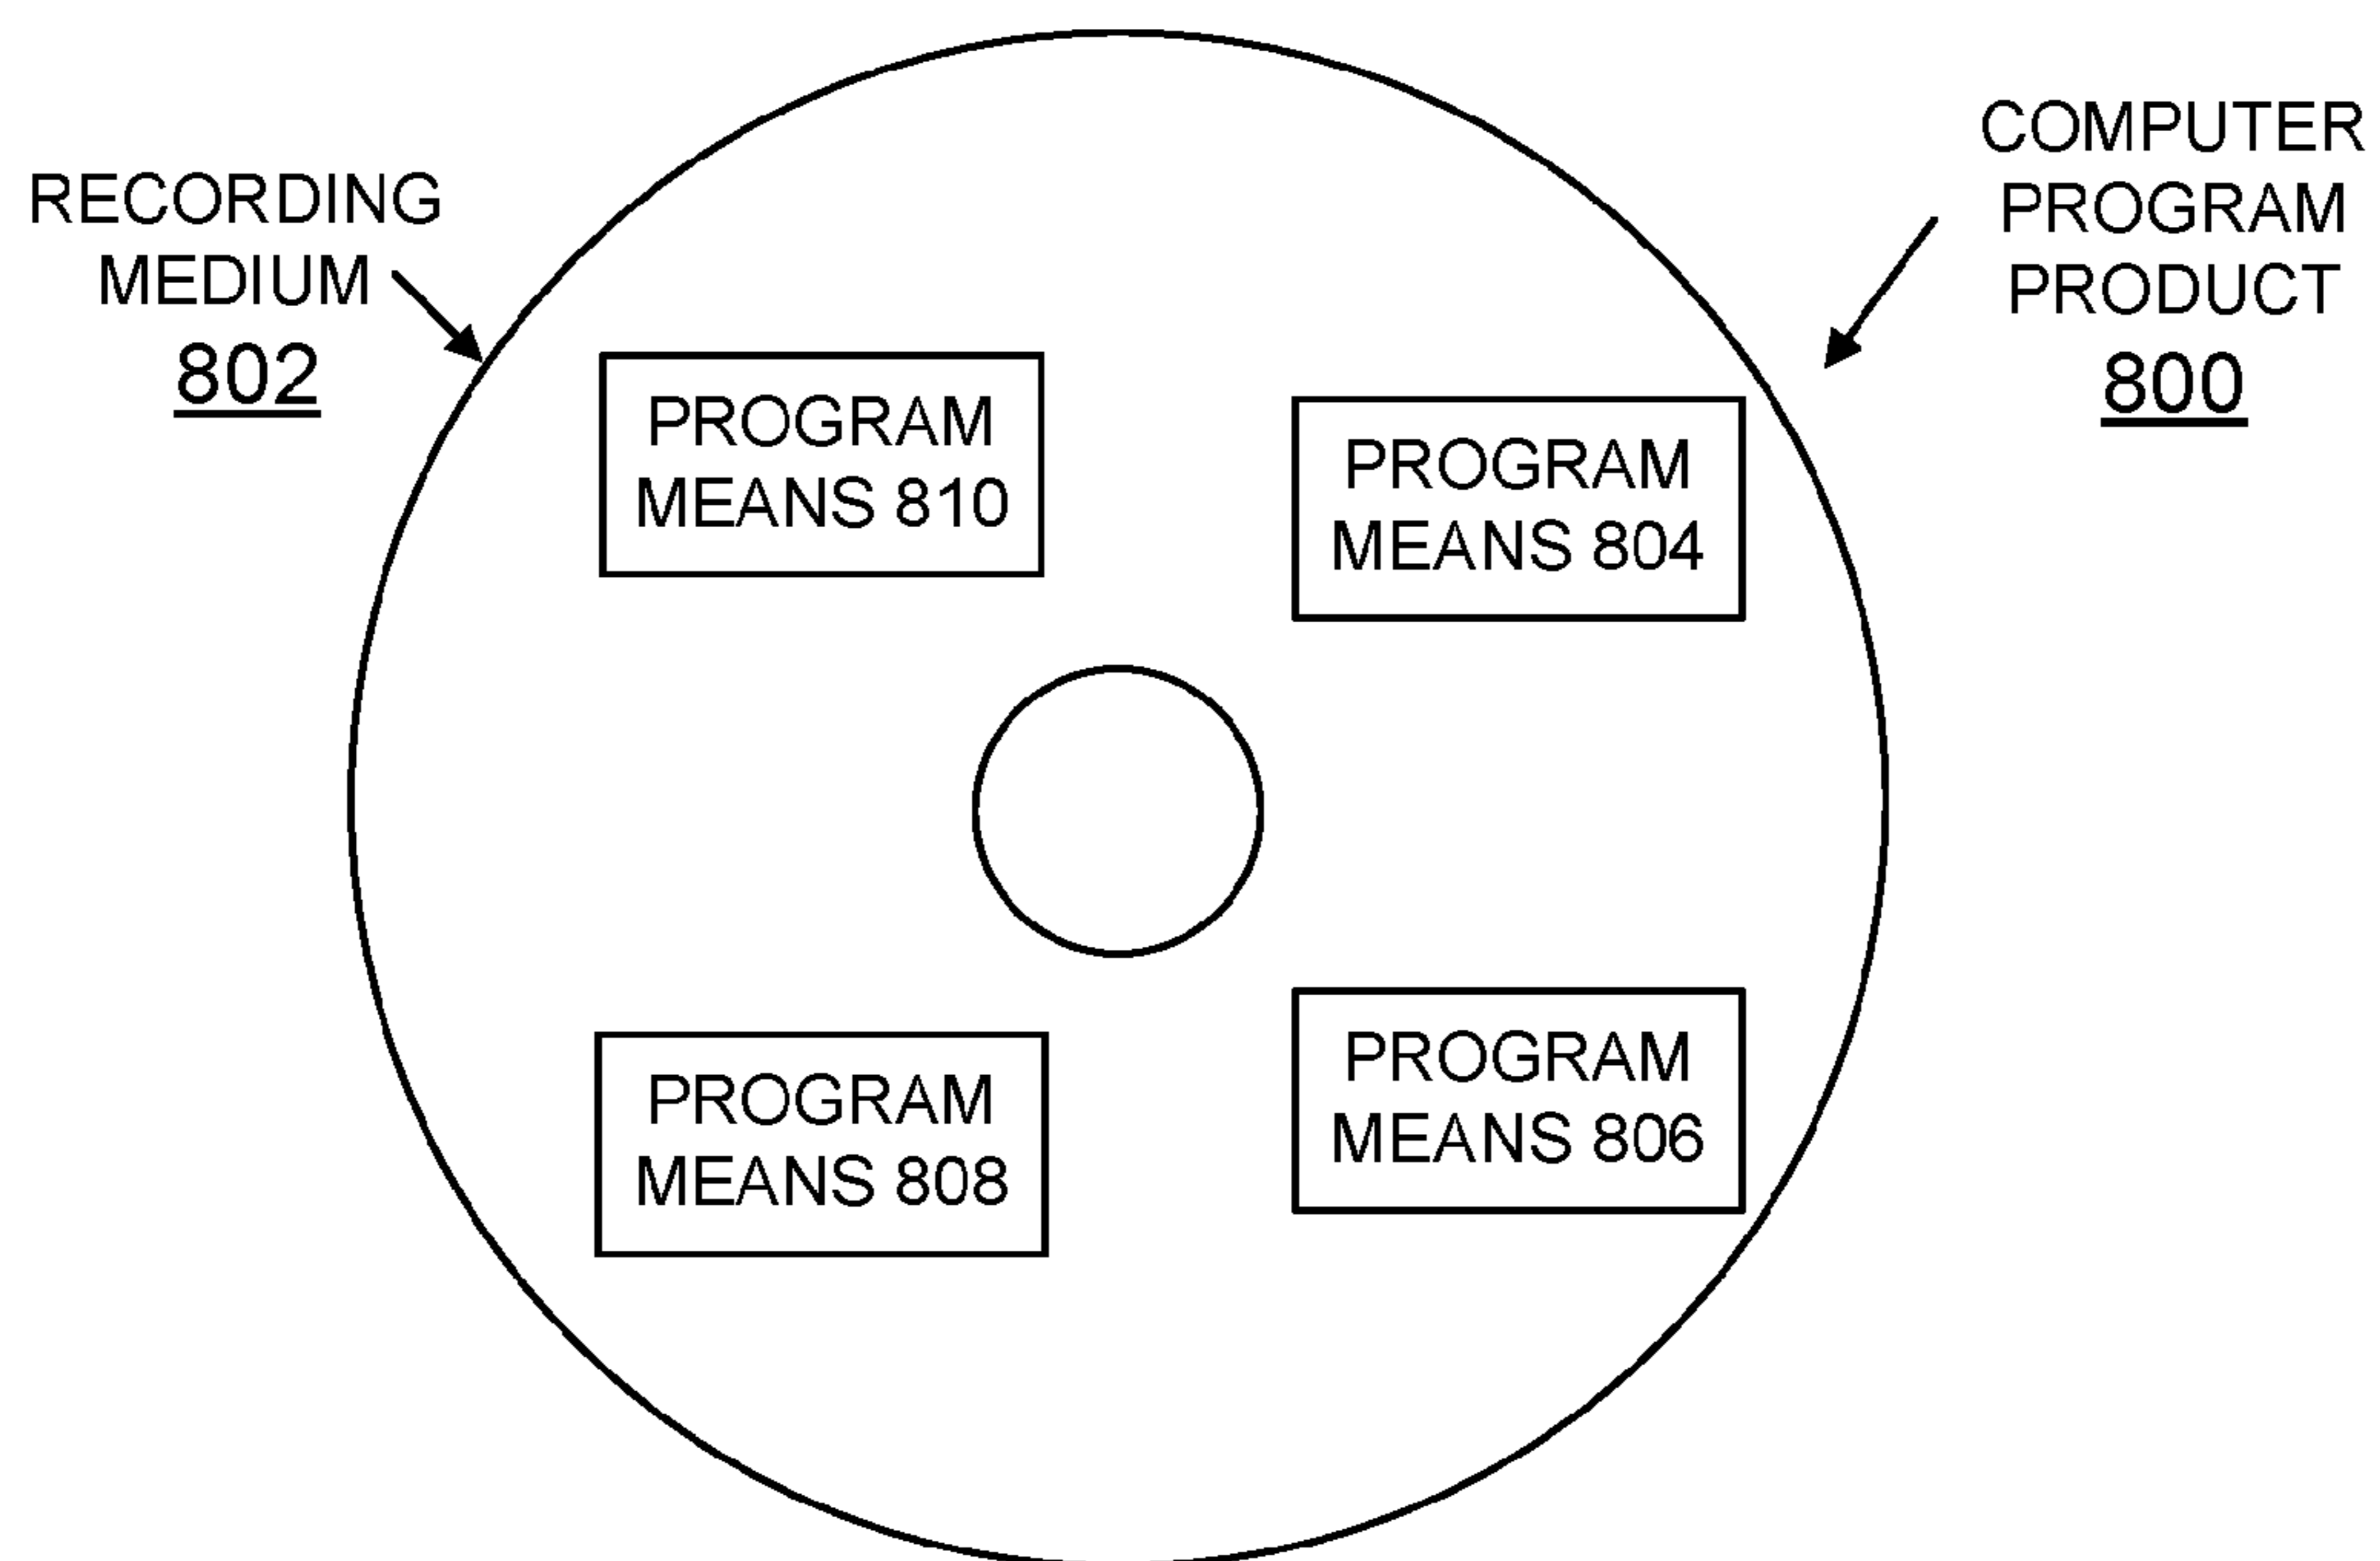 RECORDING
MEDIUM
802
COMPUTER
PROGRAM
PRODUCT
800
PROGRAM
MEANS 810
PROGRAM
MEANS 804
PROGRAM
MEANS 808
PROGRAM
MEANS 806